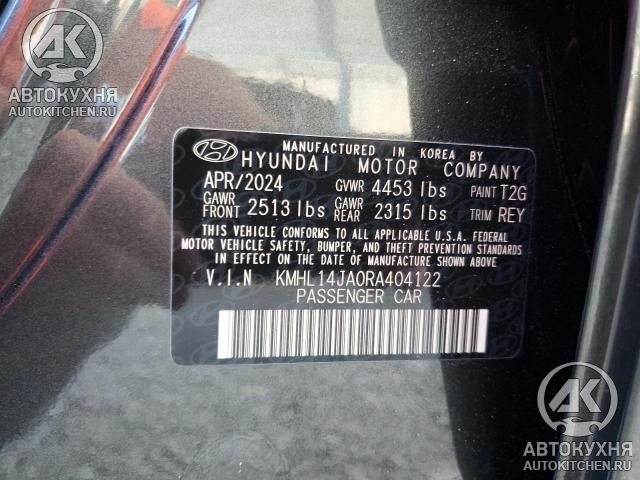 AK
АВТОКУХНЯ
AUTOKITCHEN.RU
MANUFACTURED IN KOREA BY
HYUNDAI MOTOR COMPANY
APR/2024 GVWR 4453 lbs PAINT T2G
GAWR FRONT 2513 lbs GAWR REAR 2315 lbs TRIM REY
THIS VEHICLE CONFORMS TO ALL APPLICABLE U.S.A. FEDERAL
MOTOR VEHICLE SAFETY, BUMPER, AND THEFT PREVENTION STANDARDS
IN EFFECT ON THE DATE OF MANUFACTURE SHOWN ABOVE.
V.I.N KMHL14JA0RA404122
PASSENGER CAR
AK
АВТОКУХНЯ
AUTOKITCHEN.RU